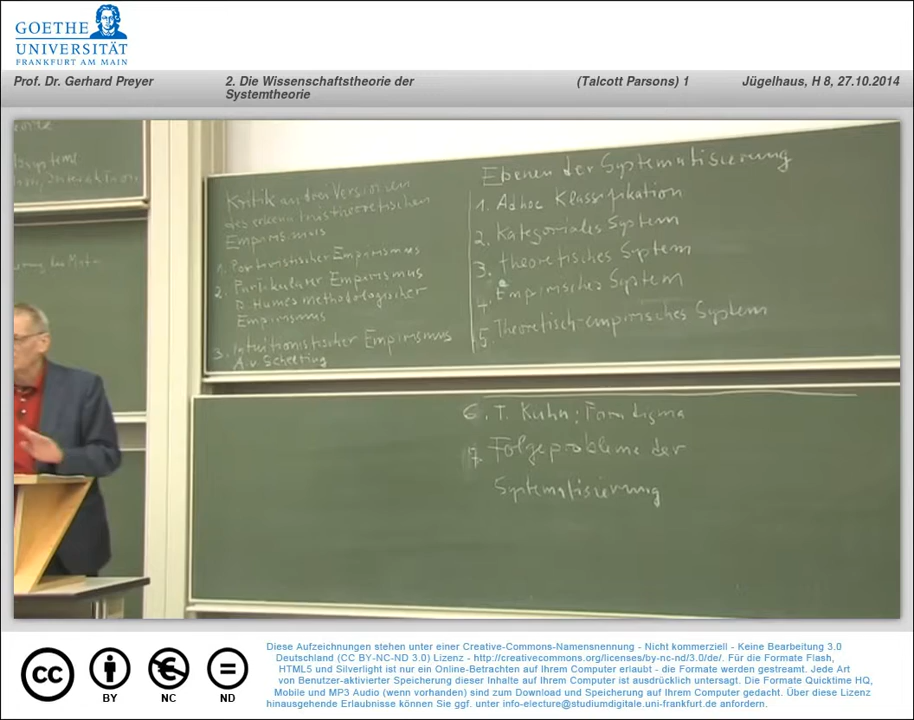 GOETHE
UNIVERSITÄT
FRANKFURT AM MAIN
Prof. Dr. Gerhard Preyer
2. Die Wissenschaftstheorie der
Systemtheorie
(Talcott Parsons) 1
Jügelhaus, H 8, 27.10.2014
Kritik an drei Versionen
des erkenntnistheoretischen
Empirismus
1. Positivistischer Empirismus
2. Partikularer Empirismus
D. Humes methodologischer
Empirismus
3. Intuitionistischer Empirismus
A. v. Schelting
Ebenen der Systematisierung
1. Adhoc Klassifikation
2. Kategoriales System
3. theoretisches System
4. Empirisches System
5. Theoretisch-empirisches System
6. T. Kuhn: Paradigma
7. Folgeprobleme der
Systematisierung
cc
BY
NC
ND
Diese Aufzeichnungen stehen unter einer Creative-Commons-Namensnennung - Nicht kommerziell - Keine Bearbeitung 3.0
Deutschland (CC BY-NC-ND 3.0) Lizenz - http://creativecommons.org/licenses/by-nc-nd/3.0/de/. Für die Formate Flash,
HTML5 und Silverlight ist nur ein Online-Betrachten auf Ihrem Computer erlaubt - die Formate werden gestreamt. Jede Art
von Benutzer-aktivierter Speicherung dieser Inhalte auf Ihrem Computer ist ausdrücklich untersagt. Die Formate Quicktime HQ,
Mobile und MP3 Audio (wenn vorhanden) sind zum Download und Speicherung auf Ihrem Computer gedacht. Über diese Lizenz
hinausgehende Erlaubnisse können Sie ggf. unter info-electure@studiumdigitale.uni-frankfurt.de anfordern.